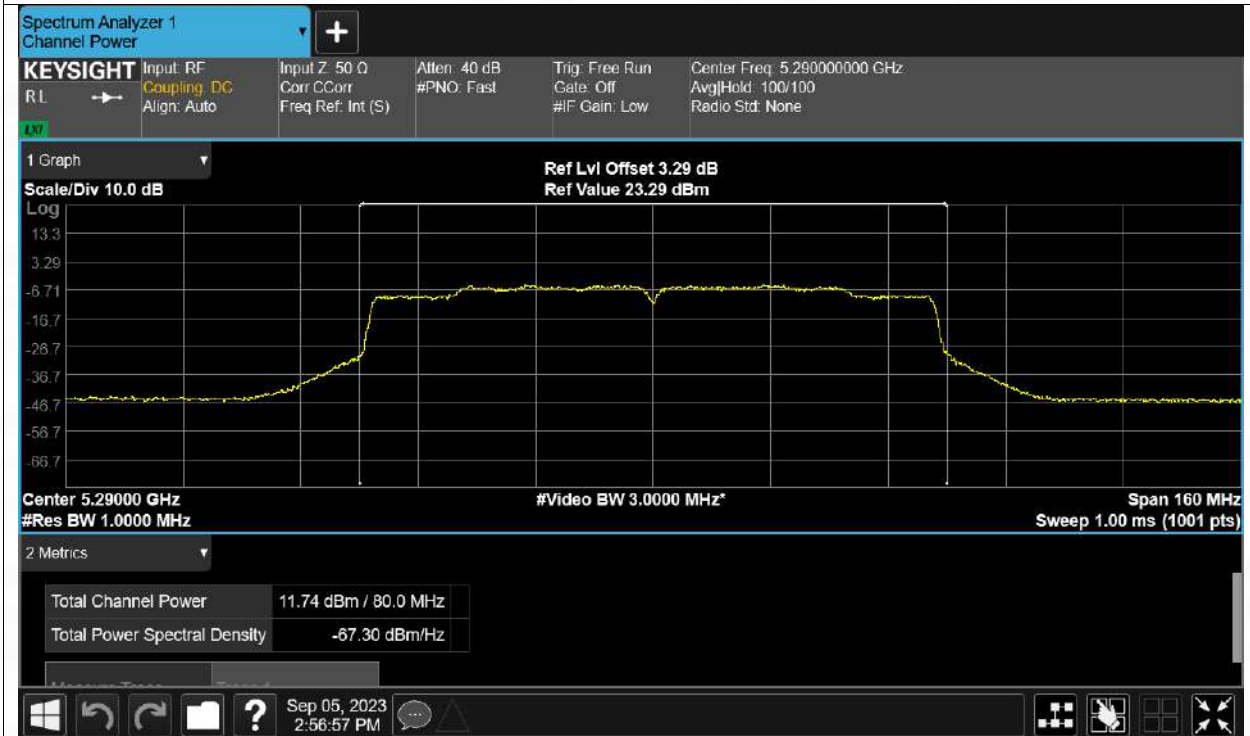 Spectrum Analyzer 1
Channel Power
KEYSIGHT
R L
LXI
Input: RF
Coupling: DC
Align: Auto
Input Z: 50 Ω
Corr CCorr
Freq Ref: Int (S)
Atten: 40 dB
#PNO: Fast
Trig: Free Run
Gate: Off
#IF Gain: Low
Center Freq: 5.290000000 GHz
Avg|Hold: 100/100
Radio Std: None
1 Graph
Scale/Div 10.0 dB
Ref Lvl Offset 3.29 dB
Ref Value 23.29 dBm
Log
13.3
3.29
-6.71
-16.7
-26.7
-36.7
-46.7
-56.7
-66.7
Center 5.29000 GHz
#Video BW 3.0000 MHz*
Span 160 MHz
#Res BW 1.0000 MHz
Sweep 1.00 ms (1001 pts)
2 Metrics
Total Channel Power 11.74 dBm / 80.0 MHz
Total Power Spectral Density -67.30 dBm/Hz
?
Sep 05, 2023
2:56:57 PM